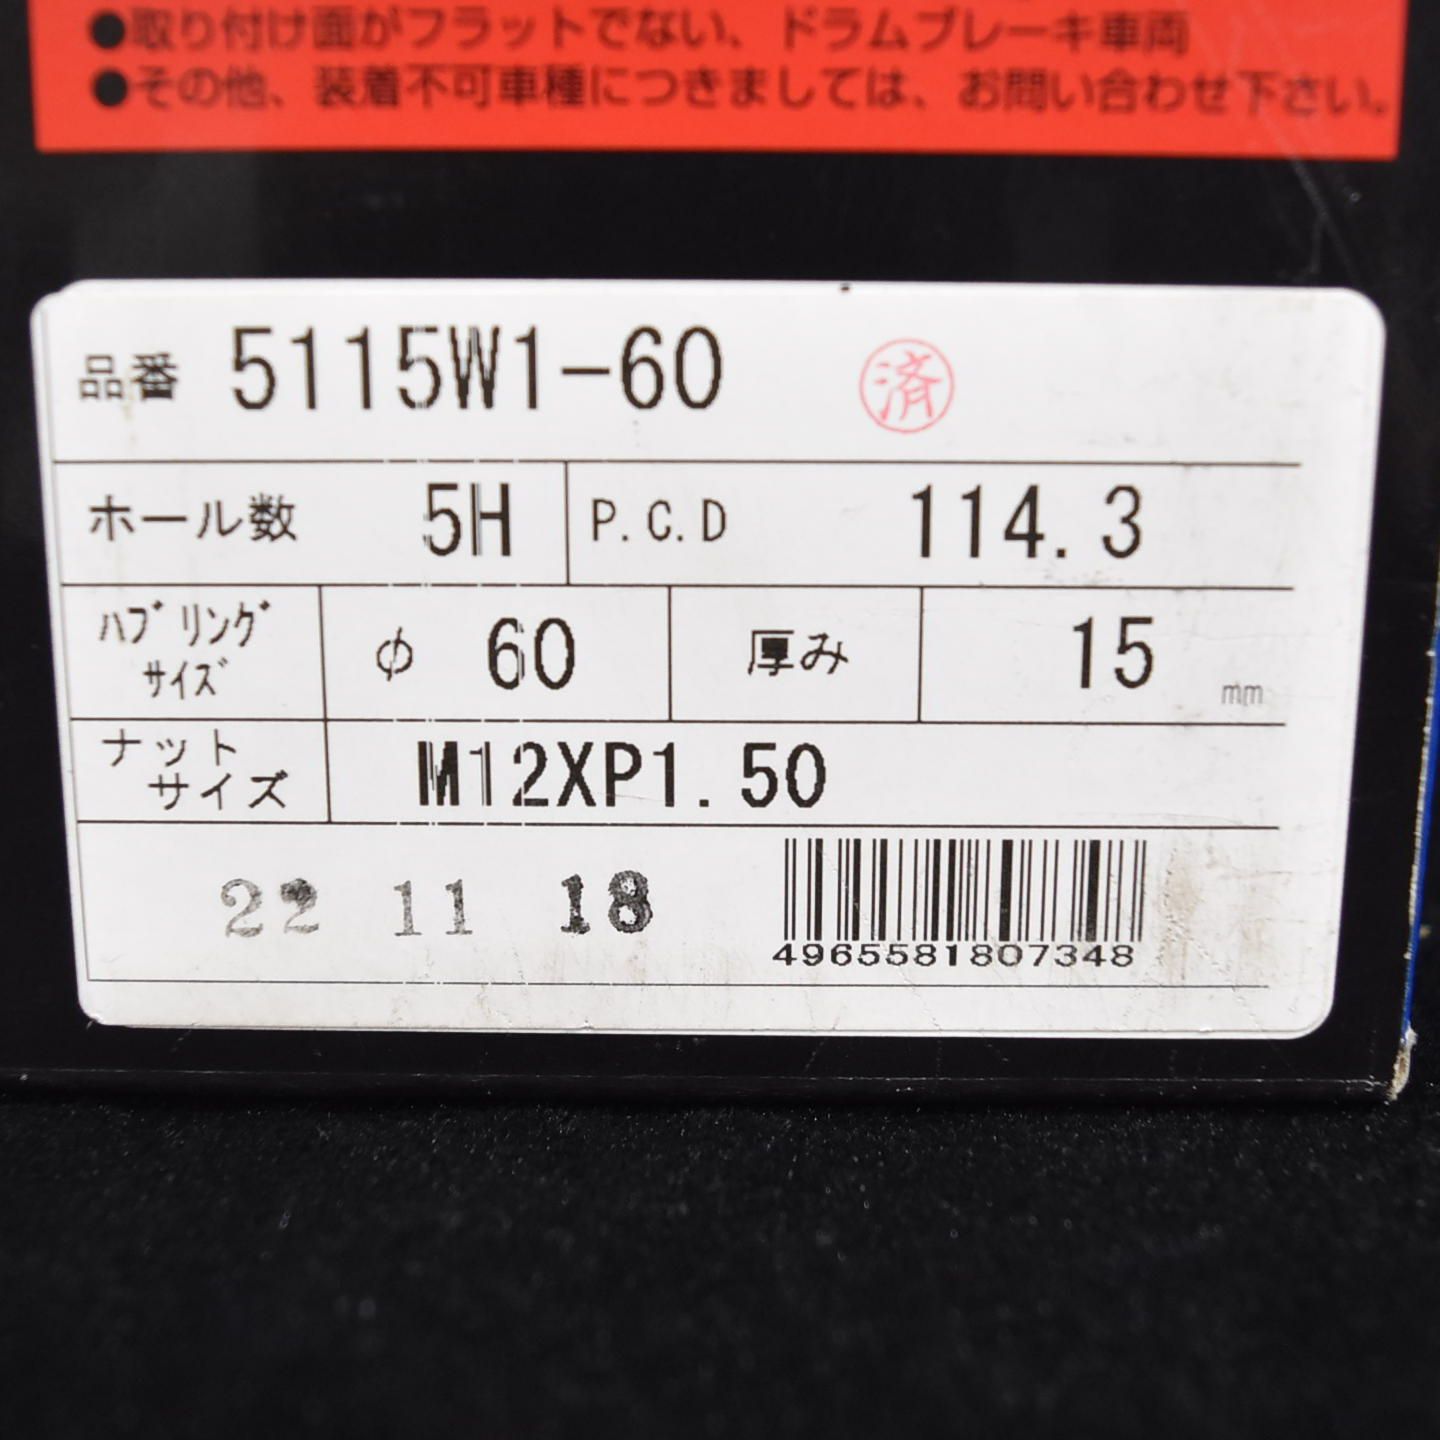 ●取り付け面がフラットでない、ドラムブレーキ車両
●その他、装着不可車種につきましては、お問い合わせ下さい。
品番 5115W1-60 済
ホール数 5H P.C.D 114.3
ハブリングサイズ φ 60 厚み 15 mm
ナットサイズ M12XP1.50
22 11 18
4965581807348